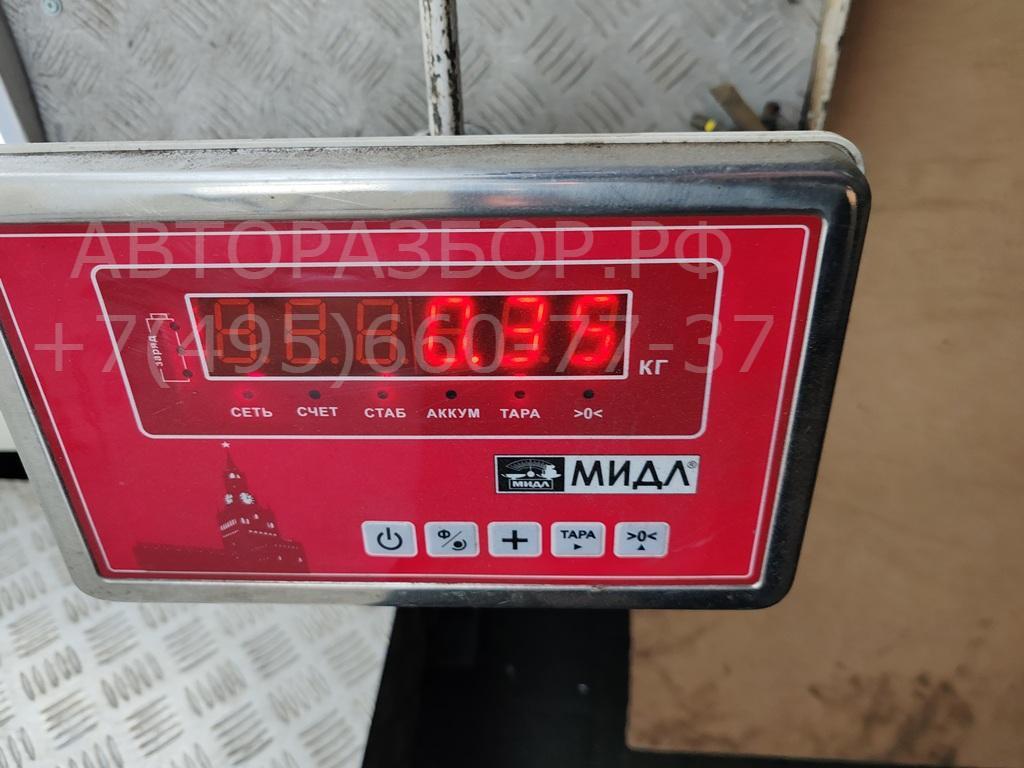 АВТОРАЗБОР.РФ
+7(495)660-77-37
заряд
0.35
КГ
СЕТЬ СЧЕТ СТАБ АККУМ ТАРА >0<
МИДЛ МИДЛ®
Ф ТАРА >0<